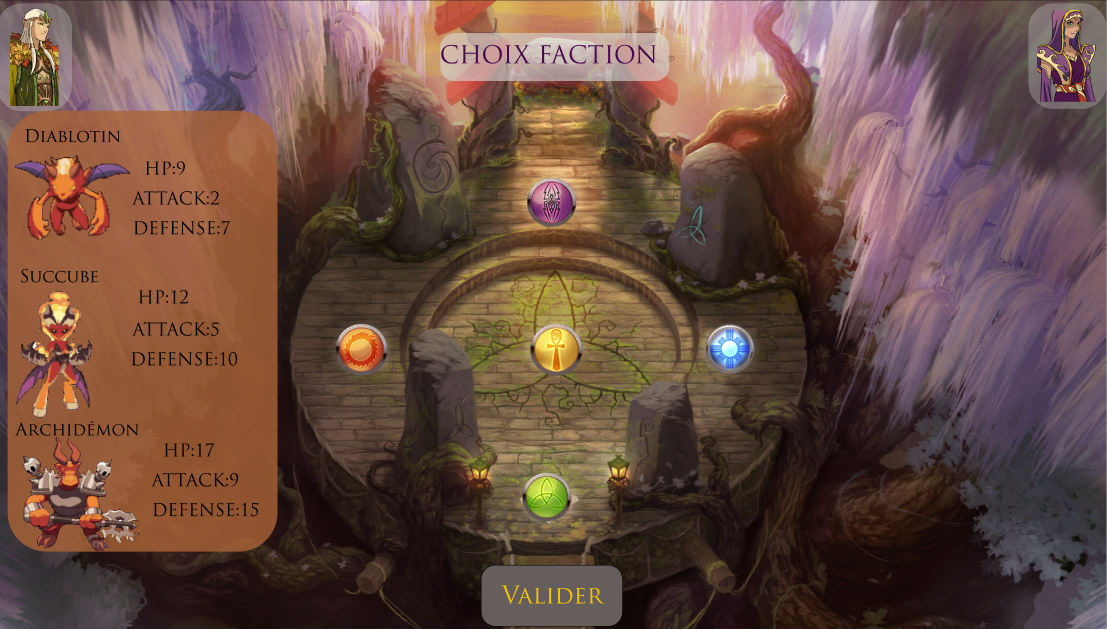 CHOIX FACTION
DIABLOTIN
HP:9
ATTACK:2
DEFENSE:7
SUCCUBE
HP:12
ATTACK:5
DEFENSE:10
ARCHIDÉMON
HP:17
ATTACK:9
DEFENSE:15
VALIDER